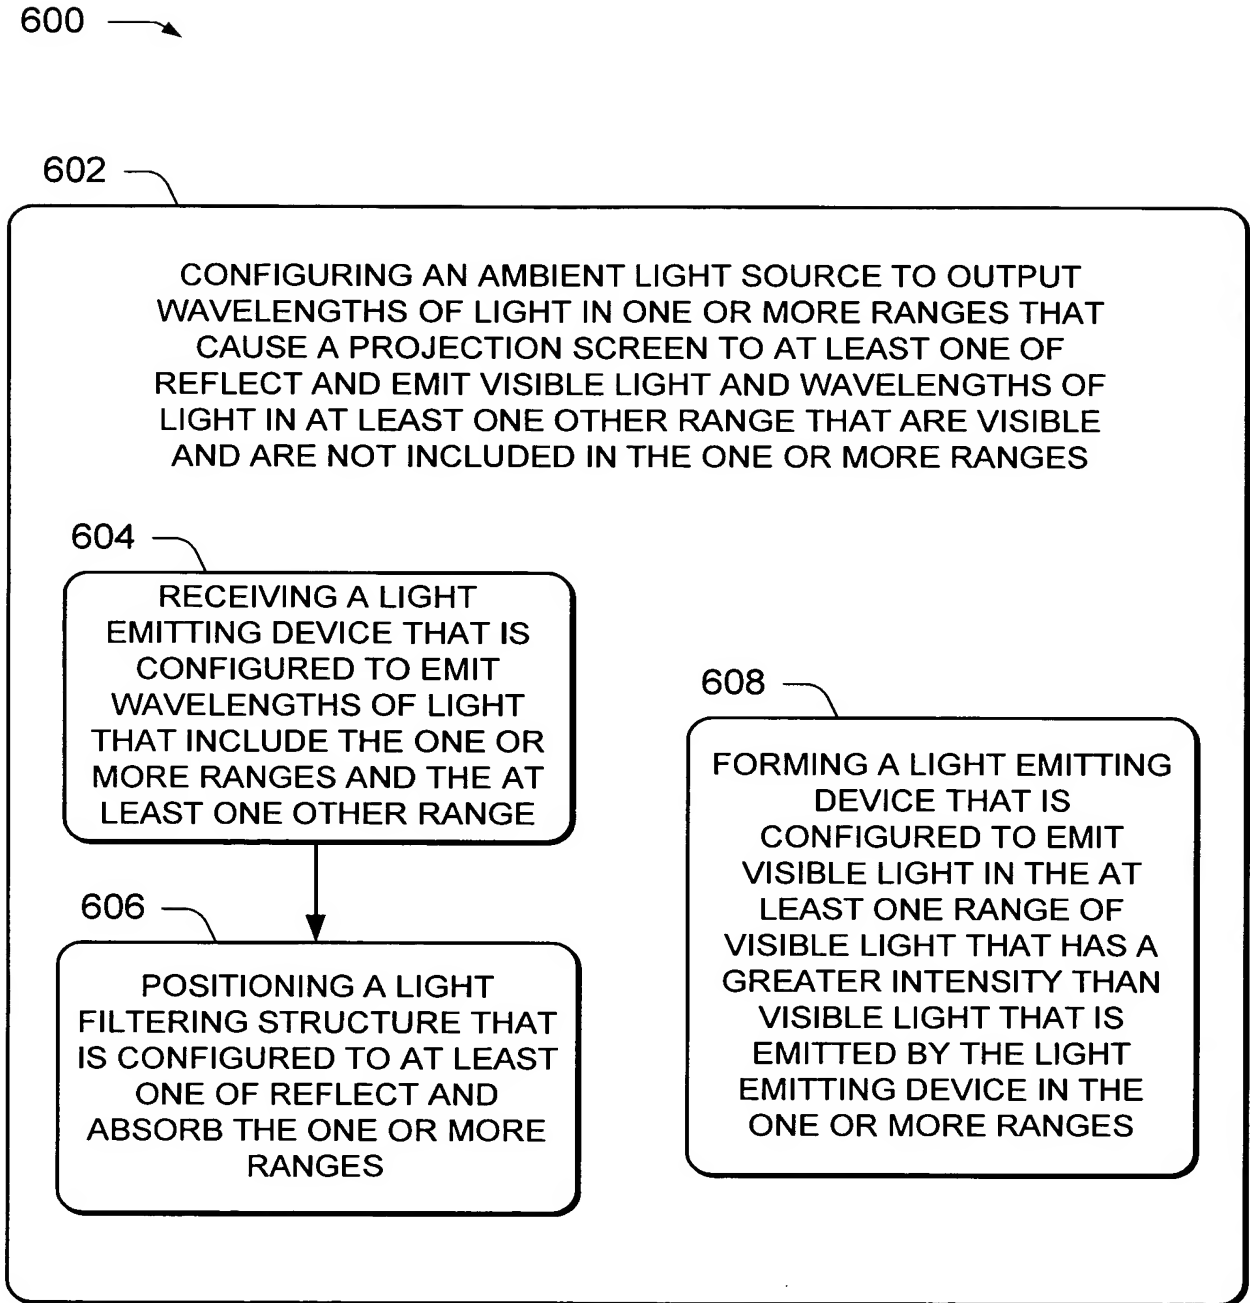 600
602
CONFIGURING AN AMBIENT LIGHT SOURCE TO OUTPUT
WAVELENGTHS OF LIGHT IN ONE OR MORE RANGES THAT
CAUSE A PROJECTION SCREEN TO AT LEAST ONE OF
REFLECT AND EMIT VISIBLE LIGHT AND WAVELENGTHS OF
LIGHT IN AT LEAST ONE OTHER RANGE THAT ARE VISIBLE
AND ARE NOT INCLUDED IN THE ONE OR MORE RANGES
604
RECEIVING A LIGHT
EMITTING DEVICE THAT IS
CONFIGURED TO EMIT
WAVELENGTHS OF LIGHT
THAT INCLUDE THE ONE OR
MORE RANGES AND THE AT
LEAST ONE OTHER RANGE
606
POSITIONING A LIGHT
FILTERING STRUCTURE THAT
IS CONFIGURED TO AT LEAST
ONE OF REFLECT AND
ABSORB THE ONE OR MORE
RANGES
608
FORMING A LIGHT EMITTING
DEVICE THAT IS
CONFIGURED TO EMIT
VISIBLE LIGHT IN THE AT
LEAST ONE RANGE OF
VISIBLE LIGHT THAT HAS A
GREATER INTENSITY THAN
VISIBLE LIGHT THAT IS
EMITTED BY THE LIGHT
EMITTING DEVICE IN THE
ONE OR MORE RANGES